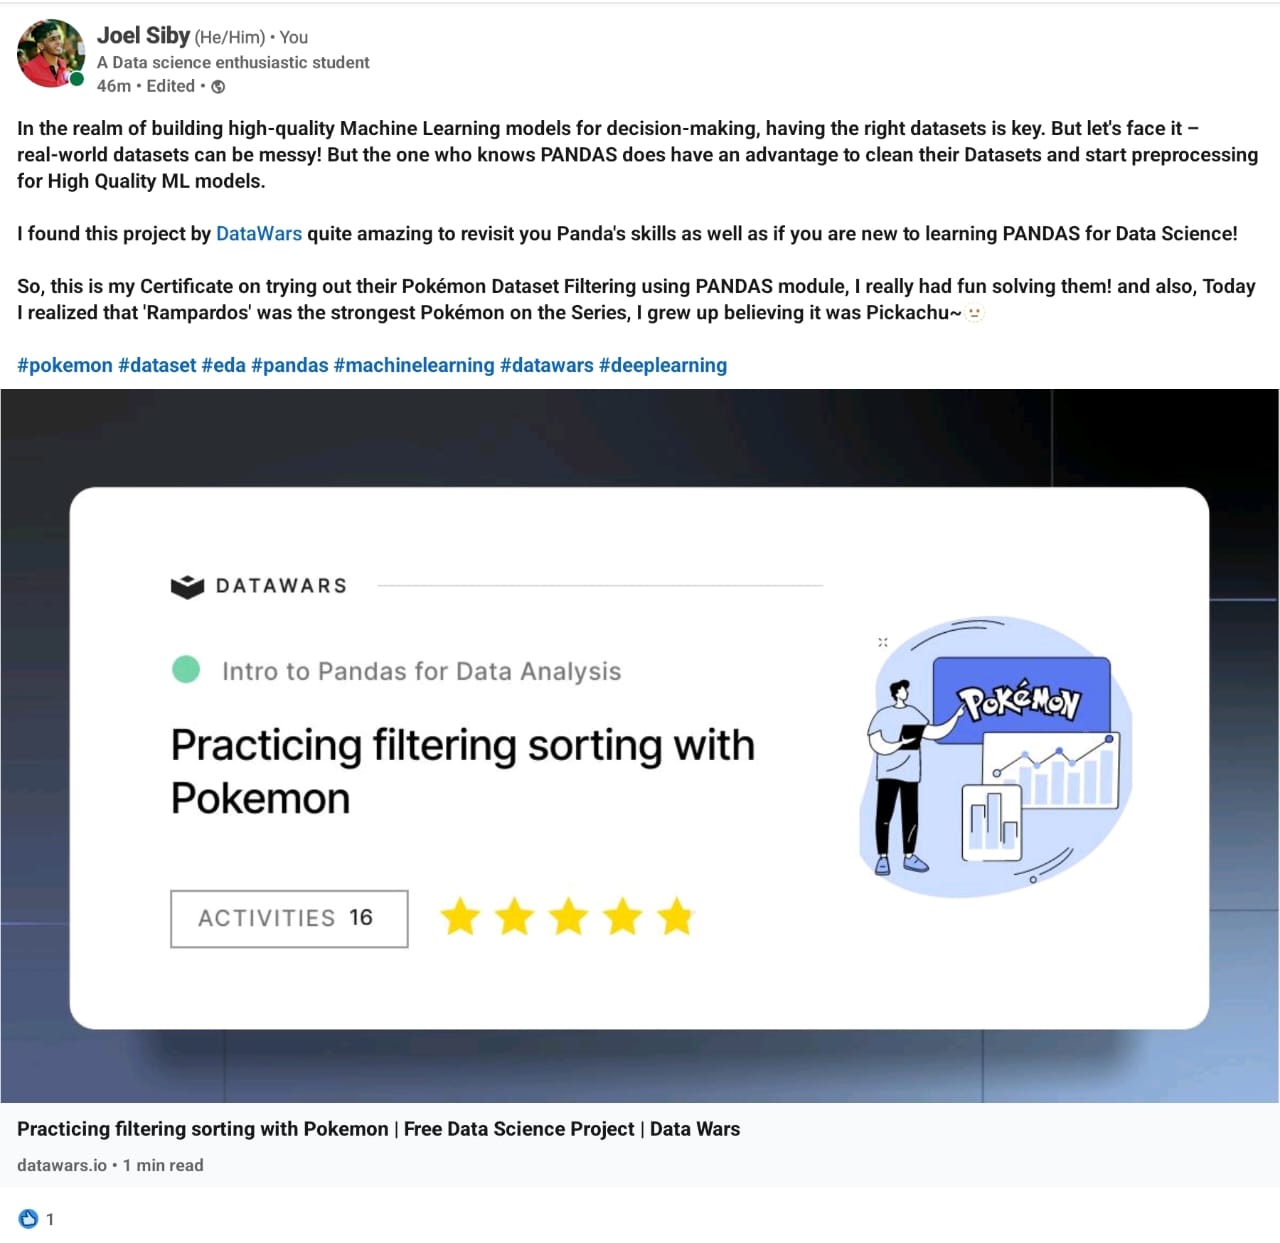 Joel Siby (He/Him) • You
A Data science enthusiastic student
46m • Edited •
In the realm of building high-quality Machine Learning models for decision-making, having the right datasets is key. But let's face it –
real-world datasets can be messy! But the one who knows PANDAS does have an advantage to clean their Datasets and start preprocessing
for High Quality ML models.
I found this project by DataWars quite amazing to revisit you Panda's skills as well as if you are new to learning PANDAS for Data Science!
So, this is my Certificate on trying out their Pokémon Dataset Filtering using PANDAS module, I really had fun solving them! and also, Today
I realized that 'Rampardos' was the strongest Pokémon on the Series, I grew up believing it was Pickachu~🫥
#pokemon #dataset #eda #pandas #machinelearning #datawars #deeplearning
DATAWARS
Intro to Pandas for Data Analysis
Practicing filtering sorting with
Pokemon
POKéMON
ACTIVITIES 16
Practicing filtering sorting with Pokemon | Free Data Science Project | Data Wars
datawars.io • 1 min read
1